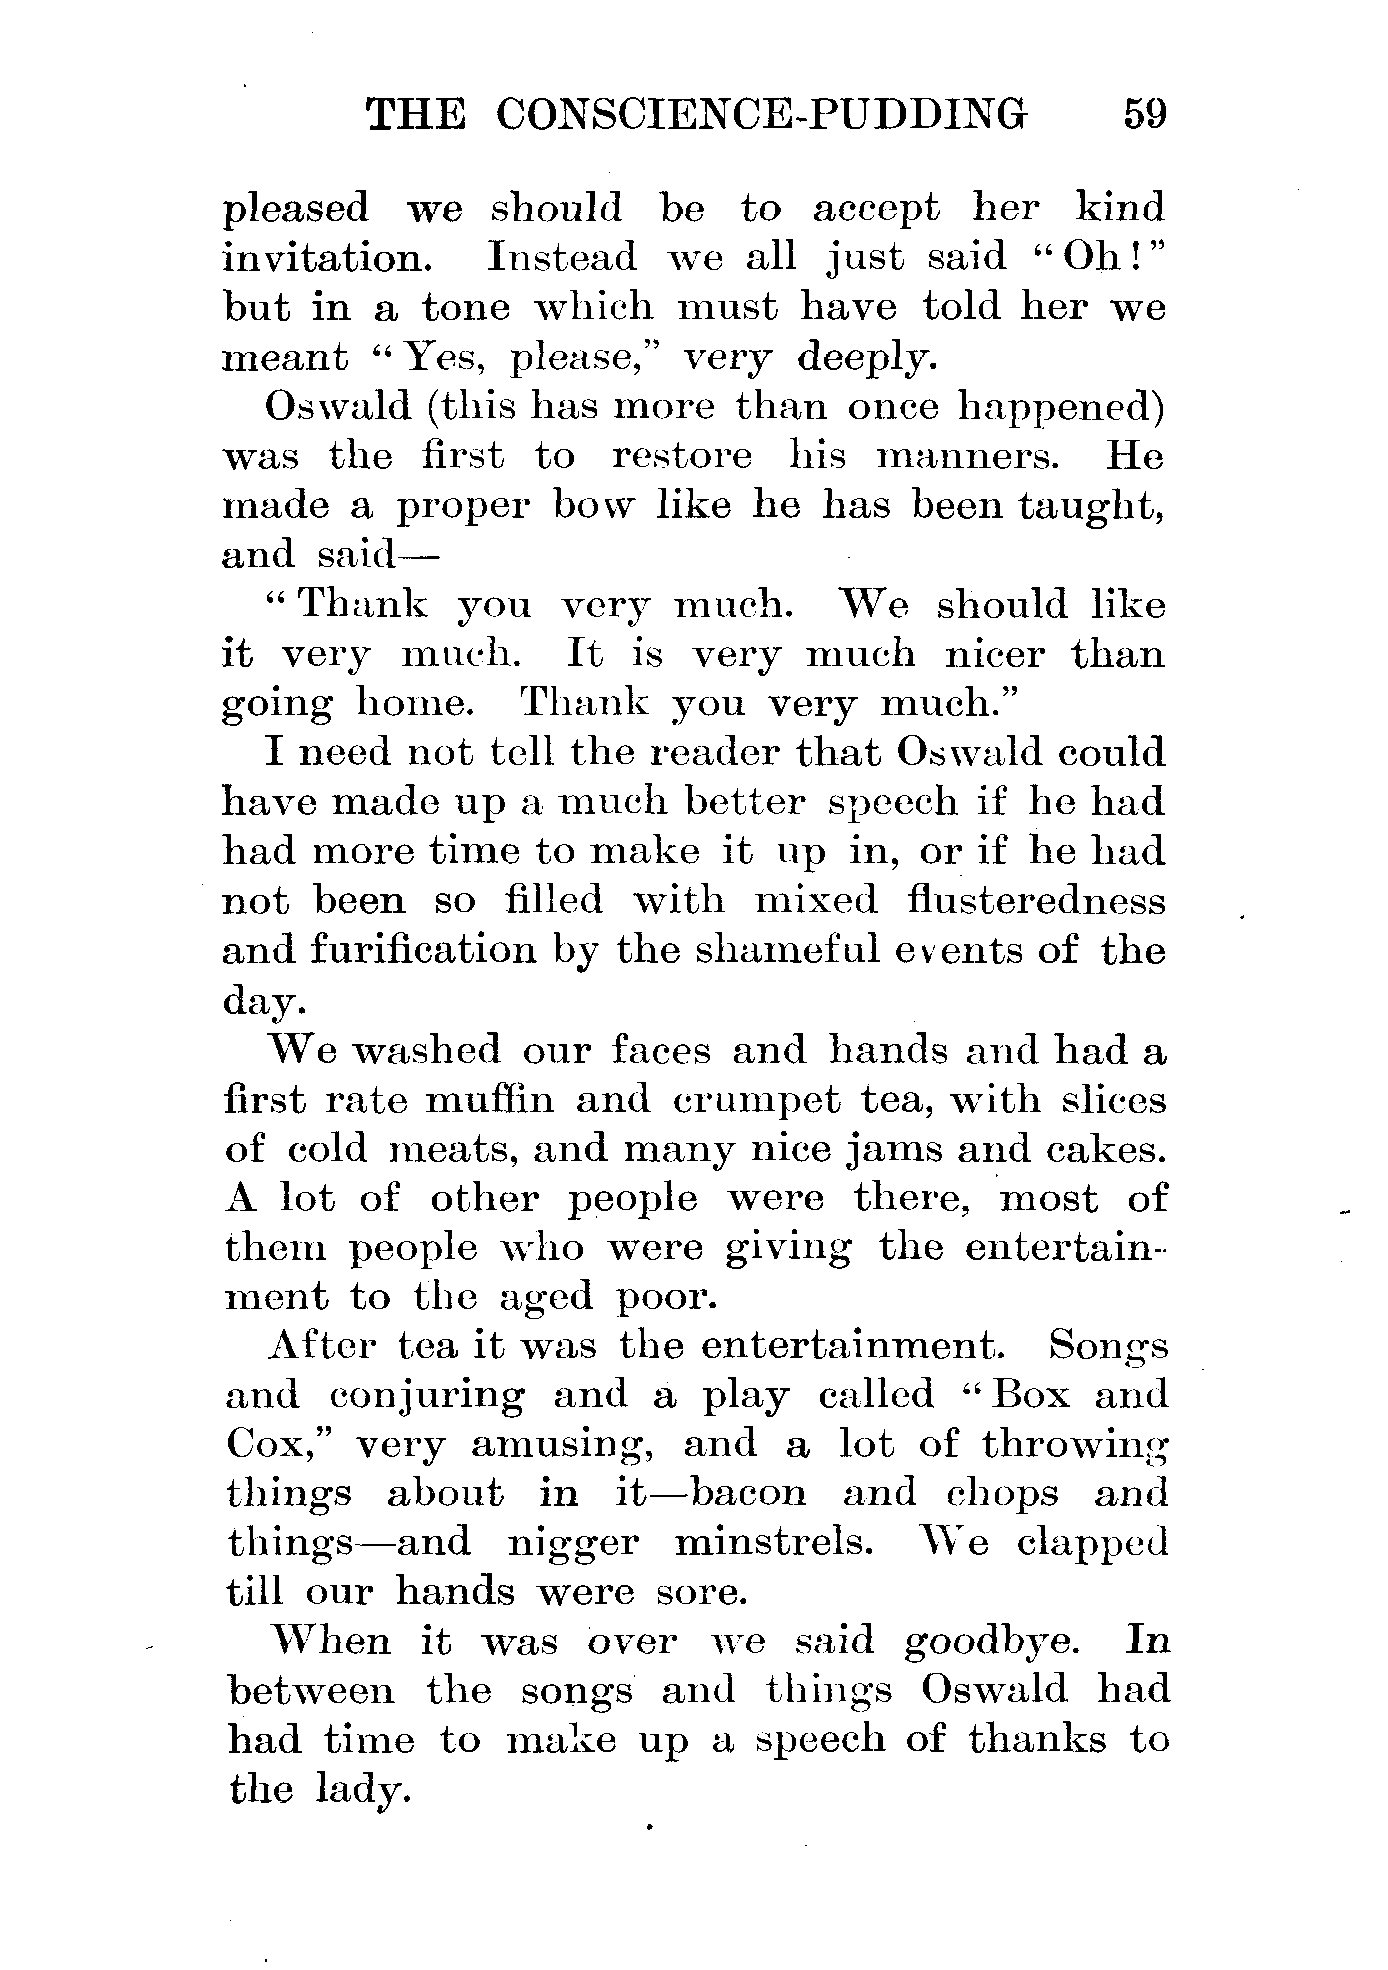 THE CONSCIENCE-PUDDING 59
pleased we should be to accept her kind
invitation. Instead we all just said “Oh!”
but in a tone which must have told her we
meant “Yes, please,” very deeply.
Oswald (this has more than once happened)
was the first to restore his manners. He
made a proper bow like he has been taught,
and said—
“Thank you very much. We should like
it very much. It is very much nicer than
going home. Thank you very much.”
I need not tell the reader that Oswald could
have made up a much better speech if he had
had more time to make it up in, or if he had
not been so filled with mixed flusteredness
and furification by the shameful events of the
day.
We washed our faces and hands and had a
first rate muffin and crumpet tea, with slices
of cold meats, and many nice jams and cakes.
A lot of other people were there, most of
them people who were giving the entertain-
ment to the aged poor.
After tea it was the entertainment. Songs
and conjuring and a play called “Box and
Cox,” very amusing, and a lot of throwing
things about in it—bacon and chops and
things—and nigger minstrels. We clapped
till our hands were sore.
When it was over we said goodbye. In
between the songs and things Oswald had
had time to make up a speech of thanks to
the lady.